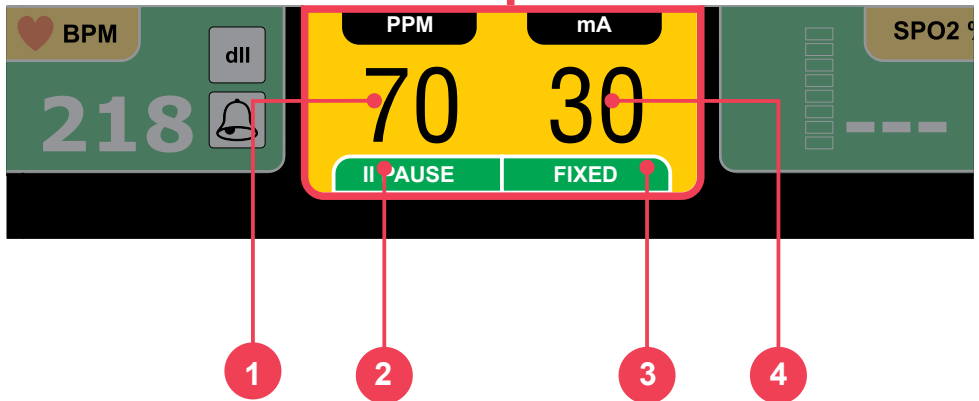 BPM
218
dII
PPM
70
mA
30
II PAUSE
FIXED
SPO2 %
---
1
2
3
4